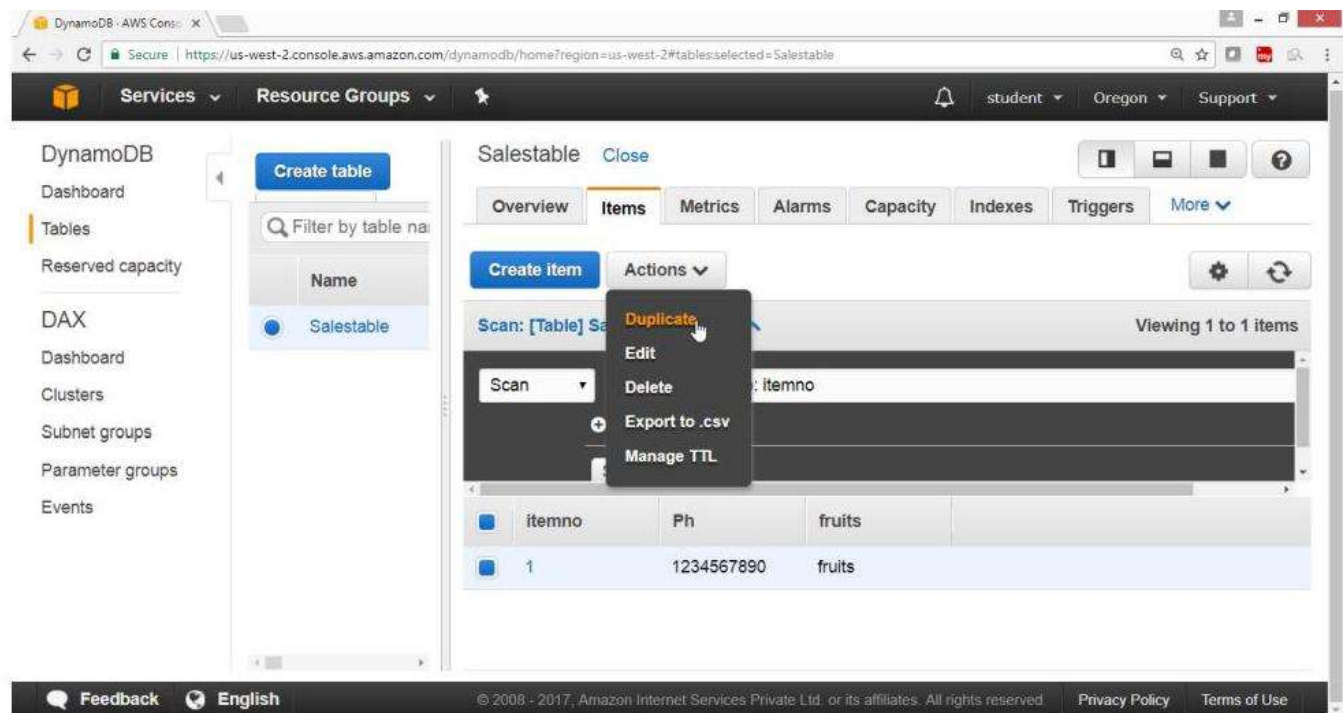 DynamoDB - AWS Conso
Secure https://us-west-2.console.aws.amazon.com/dynamodb/home?region=us-west-2#tables:selected=Salestable
Services Resource Groups student Oregon Support
DynamoDB
Dashboard
Tables
Reserved capacity
DAX
Dashboard
Clusters
Subnet groups
Parameter groups
Events
Create table
Filter by table na
Name
Salestable
Salestable Close
Overview Items Metrics Alarms Capacity Indexes Triggers More
Create item Actions
Duplicate
Edit
Delete
Export to .csv
Manage TTL
Scan: [Table] Sa Viewing 1 to 1 items
Scan : itemno
itemno Ph fruits
1 1234567890 fruits
Feedback English © 2008 - 2017, Amazon Internet Services Private Ltd. or its affiliates. All rights reserved. Privacy Policy Terms of Use